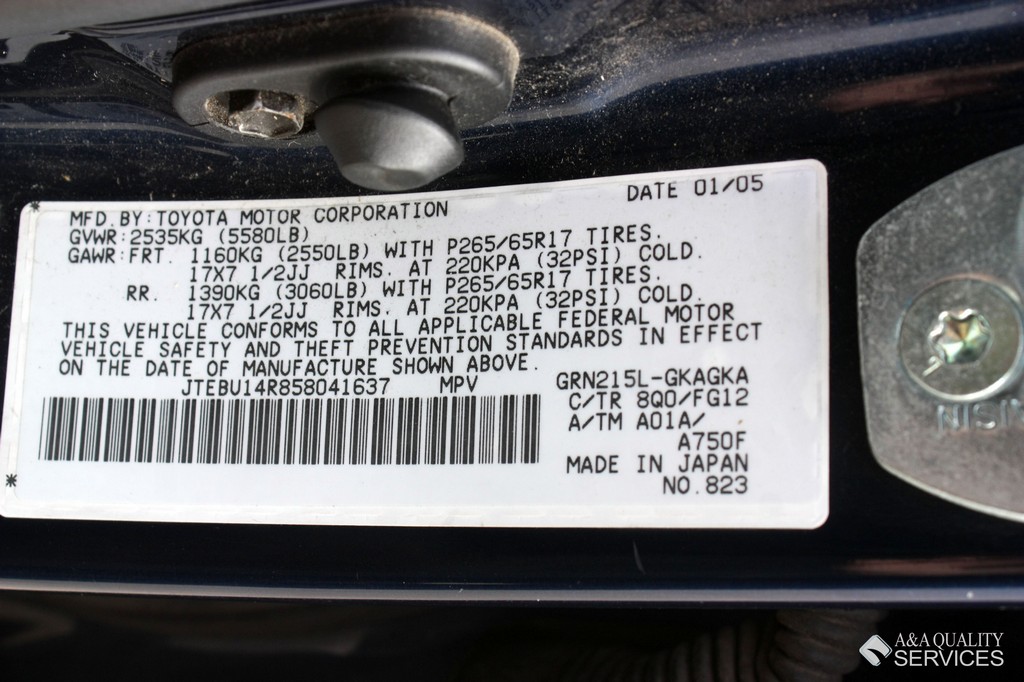 DATE 01/05
MFD.BY:TOYOTA MOTOR CORPORATION
GVWR:2535KG (5580LB)
GAWR:FRT. 1160KG (2550LB) WITH P265/65R17 TIRES.
17X7 1/2JJ RIMS. AT 220KPA (32PSI) COLD.
RR. 1390KG (3060LB) WITH P265/65R17 TIRES.
17X7 1/2JJ RIMS. AT 220KPA (32PSI) COLD.
THIS VEHICLE CONFORMS TO ALL APPLICABLE FEDERAL MOTOR
VEHICLE SAFETY AND THEFT PREVENTION STANDARDS IN EFFECT
ON THE DATE OF MANUFACTURE SHOWN ABOVE.
JTEBU14R858041637 MPV GRN215L-GKAGKA
C/TR 8Q0/FG12
A/TM A01A/
A750F
MADE IN JAPAN
NO.823
A&A QUALITY
SERVICES